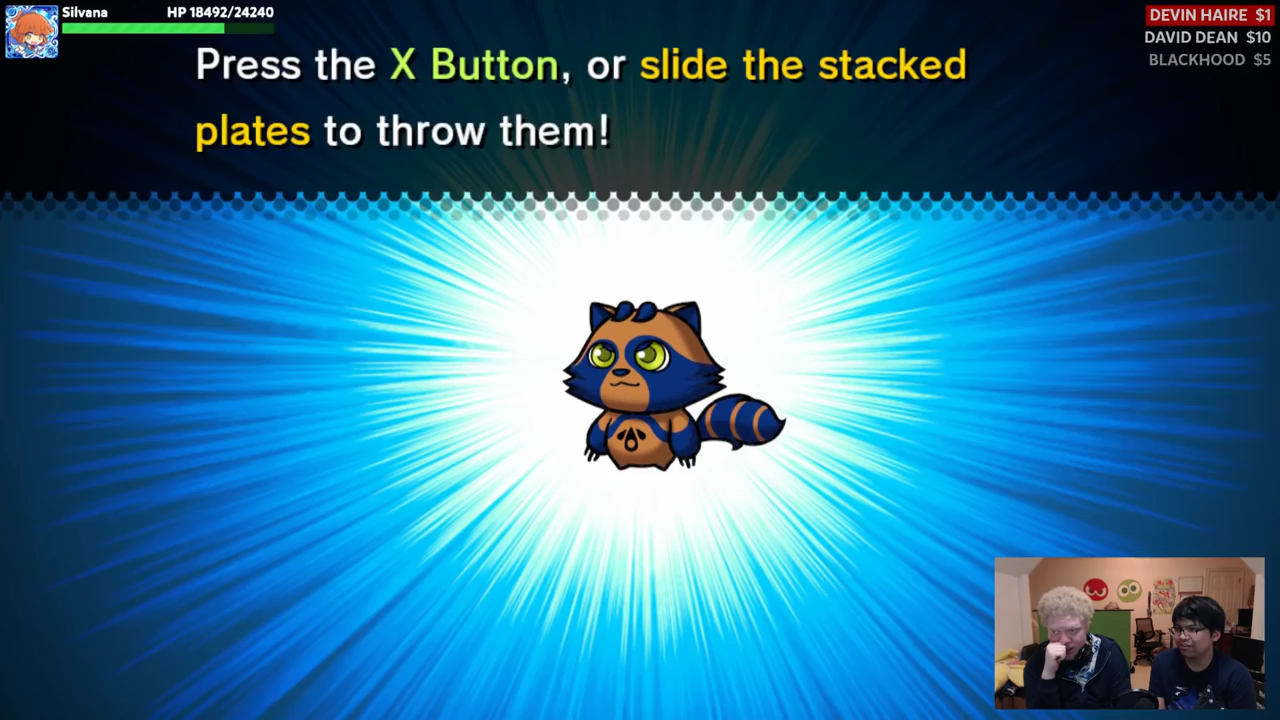 Silvana HP 18492/24240
DEVIN HAIRE $1
DAVID DEAN $10
BLACKHOOD $5
Press the X Button, or slide the stacked
plates to throw them!